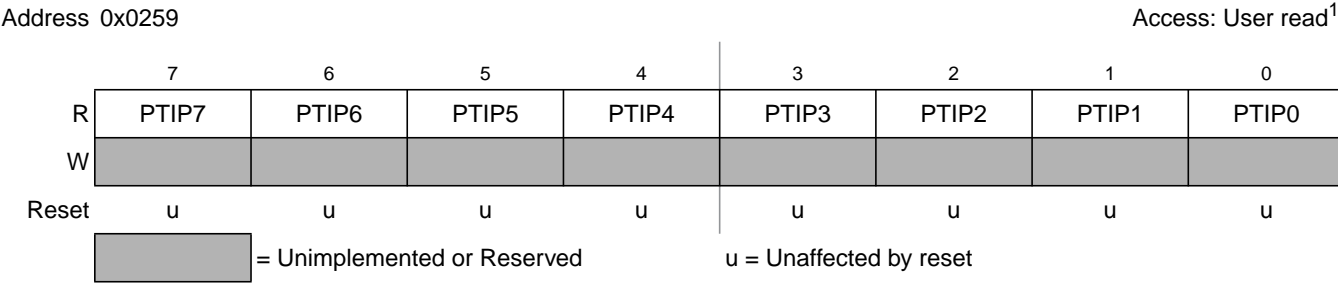 Address 0x0259 Access: User read1
7 6 5 4 3 2 1 0
R PTIP7 PTIP6 PTIP5 PTIP4 PTIP3 PTIP2 PTIP1 PTIP0
W
Reset u u u u u u u u
= Unimplemented or Reserved u = Unaffected by reset